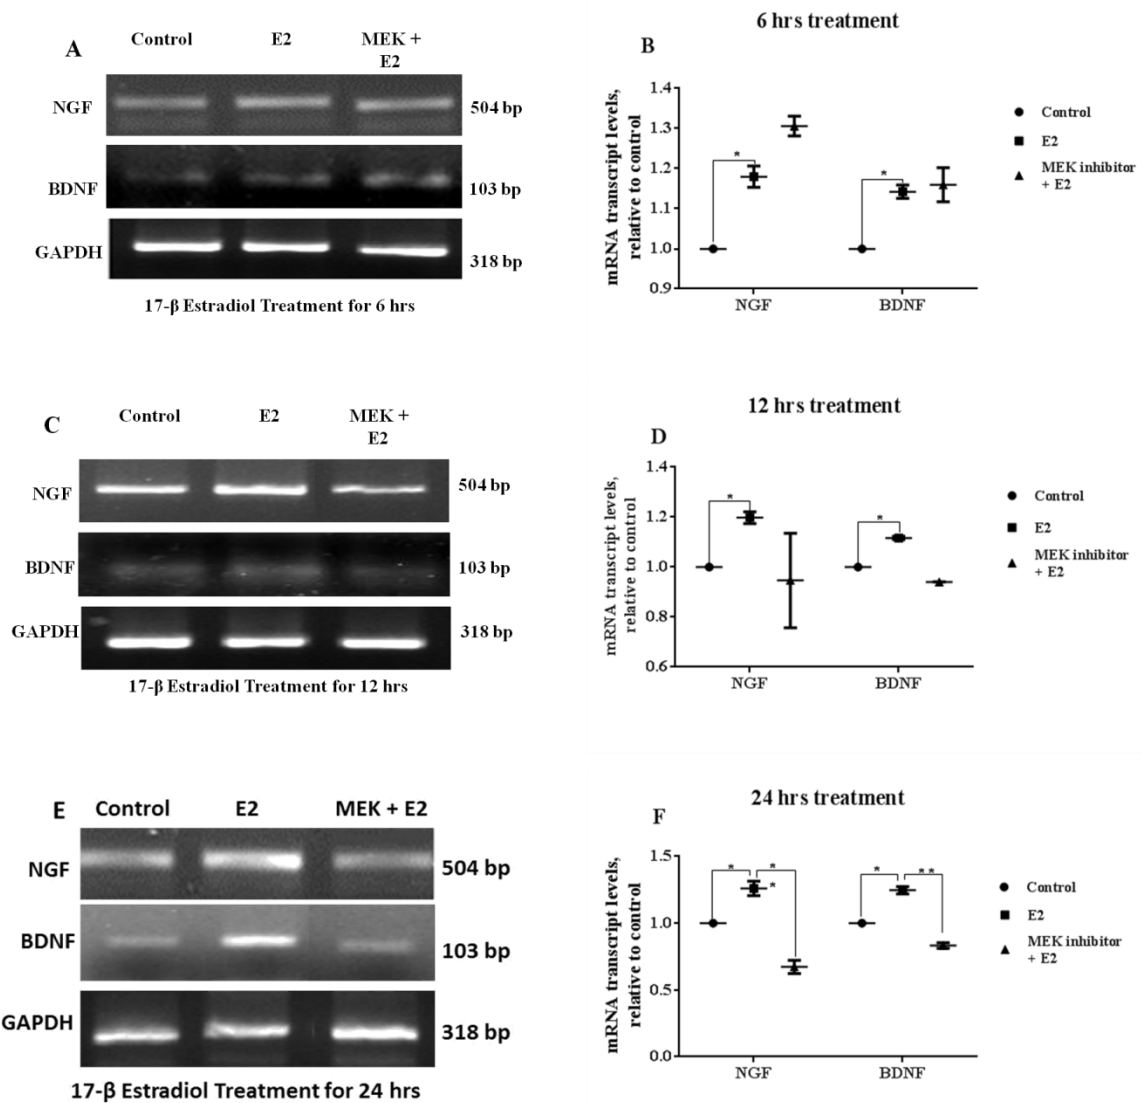 A
Control
E2
MEK +
E2
NGF
504 bp
BDNF
103 bp
GAPDH
318 bp
17-β Estradiol Treatment for 6 hrs
6 hrs treatment
B
mRNA transcript levels,
relative to control
1.4
1.3
1.2
1.1
1.0
0.9
*
*
NGF
BDNF
Control
E2
MEK inhibitor
+ E2
C
Control
E2
MEK +
E2
NGF
504 bp
BDNF
103 bp
GAPDH
318 bp
17-β Estradiol Treatment for 12 hrs
12 hrs treatment
D
mRNA transcript levels,
relative to control
1.4
1.2
1.0
0.8
0.6
*
*
NGF
BDNF
Control
E2
MEK inhibitor
+ E2
E
Control
E2
MEK + E2
NGF
504 bp
BDNF
103 bp
GAPDH
318 bp
17-β Estradiol Treatment for 24 hrs
24 hrs treatment
F
mRNA transcript levels,
relative to control
1.5
1.0
0.5
0.0
* *
*
* **
NGF
BDNF
Control
E2
MEK inhibitor
+ E2